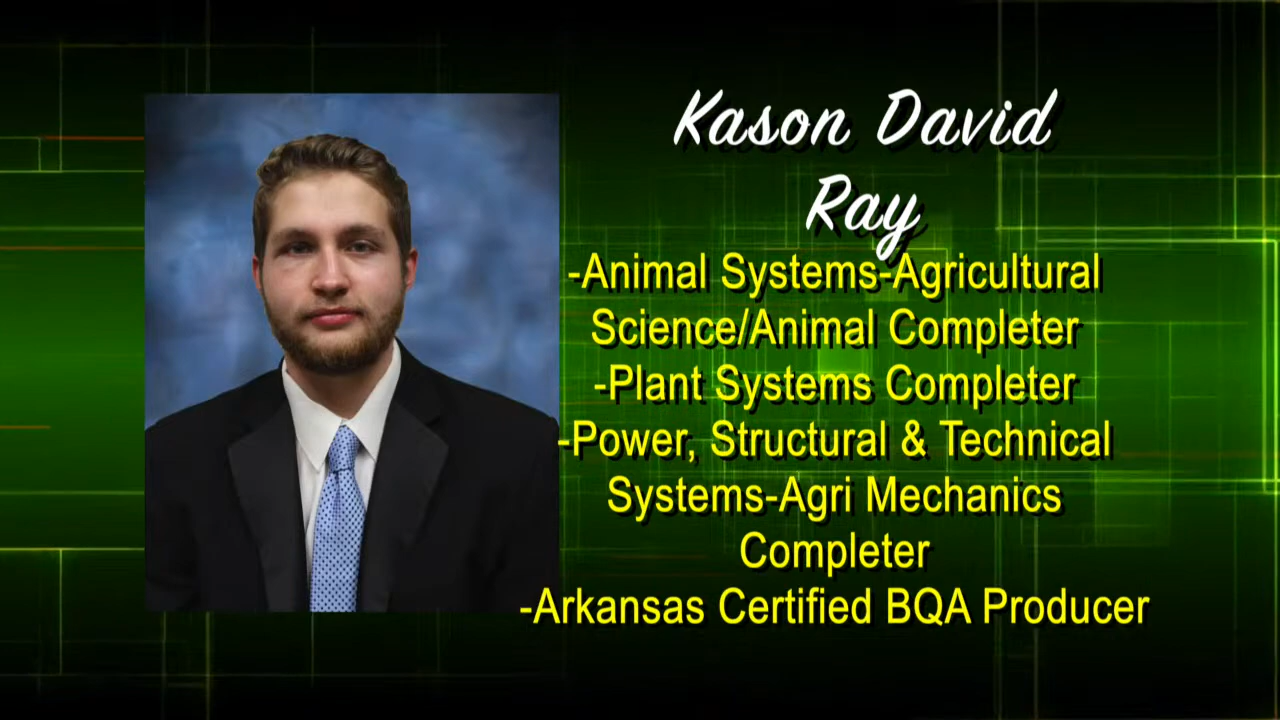 Kason David
Ray
-Animal Systems-Agricultural
Science/Animal Completer
-Plant Systems Completer
-Power, Structural & Technical
Systems-Agri Mechanics
Completer
-Arkansas Certified BQA Producer